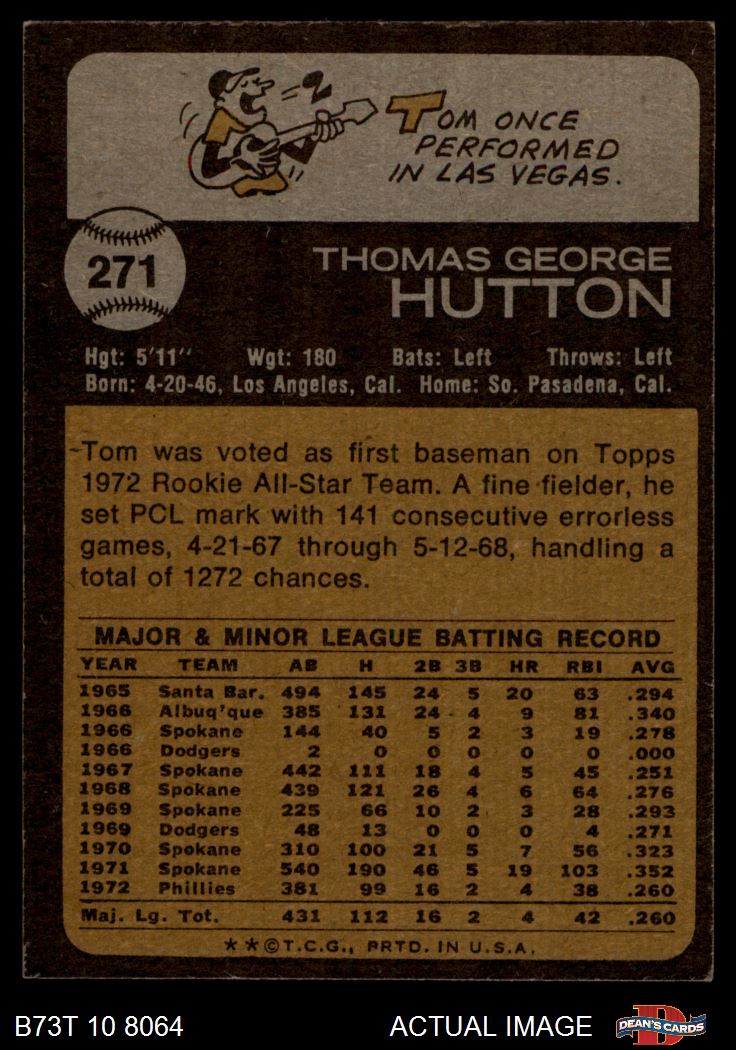 TOM ONCE
PERFORMED
IN LAS VEGAS.
271
THOMAS GEORGE
HUTTON
Hgt: 5'11" Wgt: 180 Bats: Left Throws: Left
Born: 4-20-46, Los Angeles, Cal. Home: So. Pasadena, Cal.
Tom was voted as first baseman on Topps
1972 Rookie All-Star Team. A fine fielder, he
set PCL mark with 141 consecutive errorless
games, 4-21-67 through 5-12-68, handling a
total of 1272 chances.
MAJOR & MINOR LEAGUE BATTING RECORD
YEAR TEAM AB H 2B 3B HR RBI AVG
1965 Santa Bar. 494 145 24 5 20 63 .294
1966 Albuq'que 385 131 24 4 9 81 .340
1966 Spokane 144 40 5 2 3 19 .278
1966 Dodgers 2 0 0 0 0 0 .000
1967 Spokane 442 111 18 4 5 45 .251
1968 Spokane 439 121 26 4 6 64 .276
1969 Spokane 225 66 10 2 3 28 .293
1969 Dodgers 48 13 0 0 0 4 .271
1970 Spokane 310 100 21 5 7 56 .323
1971 Spokane 540 190 46 5 19 103 .352
1972 Phillies 381 99 16 2 4 38 .260
Maj. Lg. Tot. 431 112 16 2 4 42 .260
**©T.C.G., PRTD. IN U.S.A.
B73T 10 8064 ACTUAL IMAGE D DEAN'S CARDS